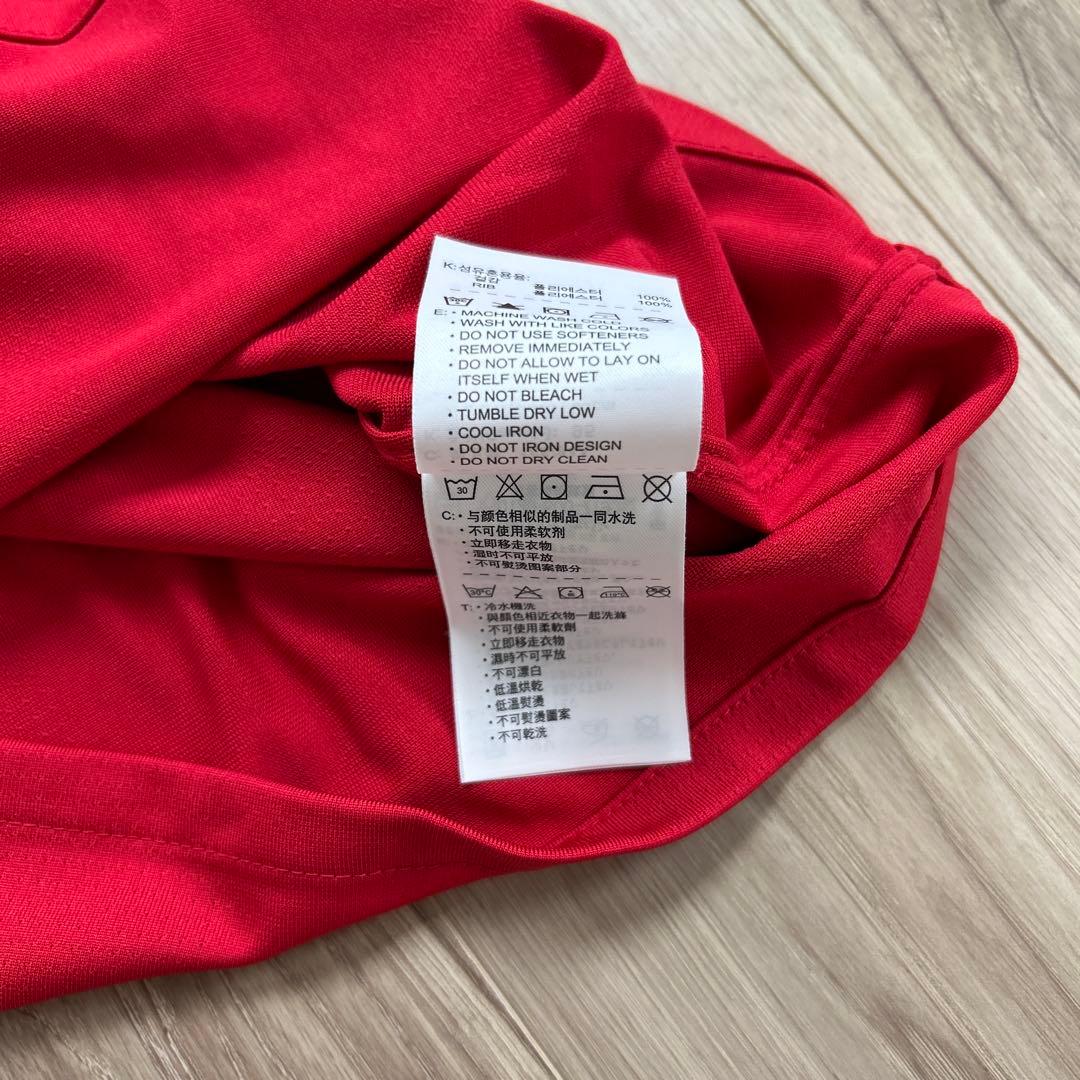 K:섬유혼용용:
겉감 폴리에스터 100%
RIB 폴리에스터 100%
E: • MACHINE WASH COLD
• WASH WITH LIKE COLORS
• DO NOT USE SOFTENERS
• REMOVE IMMEDIATELY
• DO NOT ALLOW TO LAY ON
ITSELF WHEN WET
• DO NOT BLEACH
• TUMBLE DRY LOW
• COOL IRON
• DO NOT IRON DESIGN
• DO NOT DRY CLEAN
30
C: • 与颜色相似的制品一同水洗
• 不可使用柔软剂
• 立即移走衣物
• 湿时不可平放
• 不可熨烫图案部分
30°C
110°C
T: • 冷水機洗
• 與顏色相近衣物一起洗滌
• 不可使用柔軟劑
• 立即移走衣物
• 濕時不可平放
• 不可漂白
• 低溫烘乾
• 低溫熨燙
• 不可熨燙圖案
• 不可乾洗